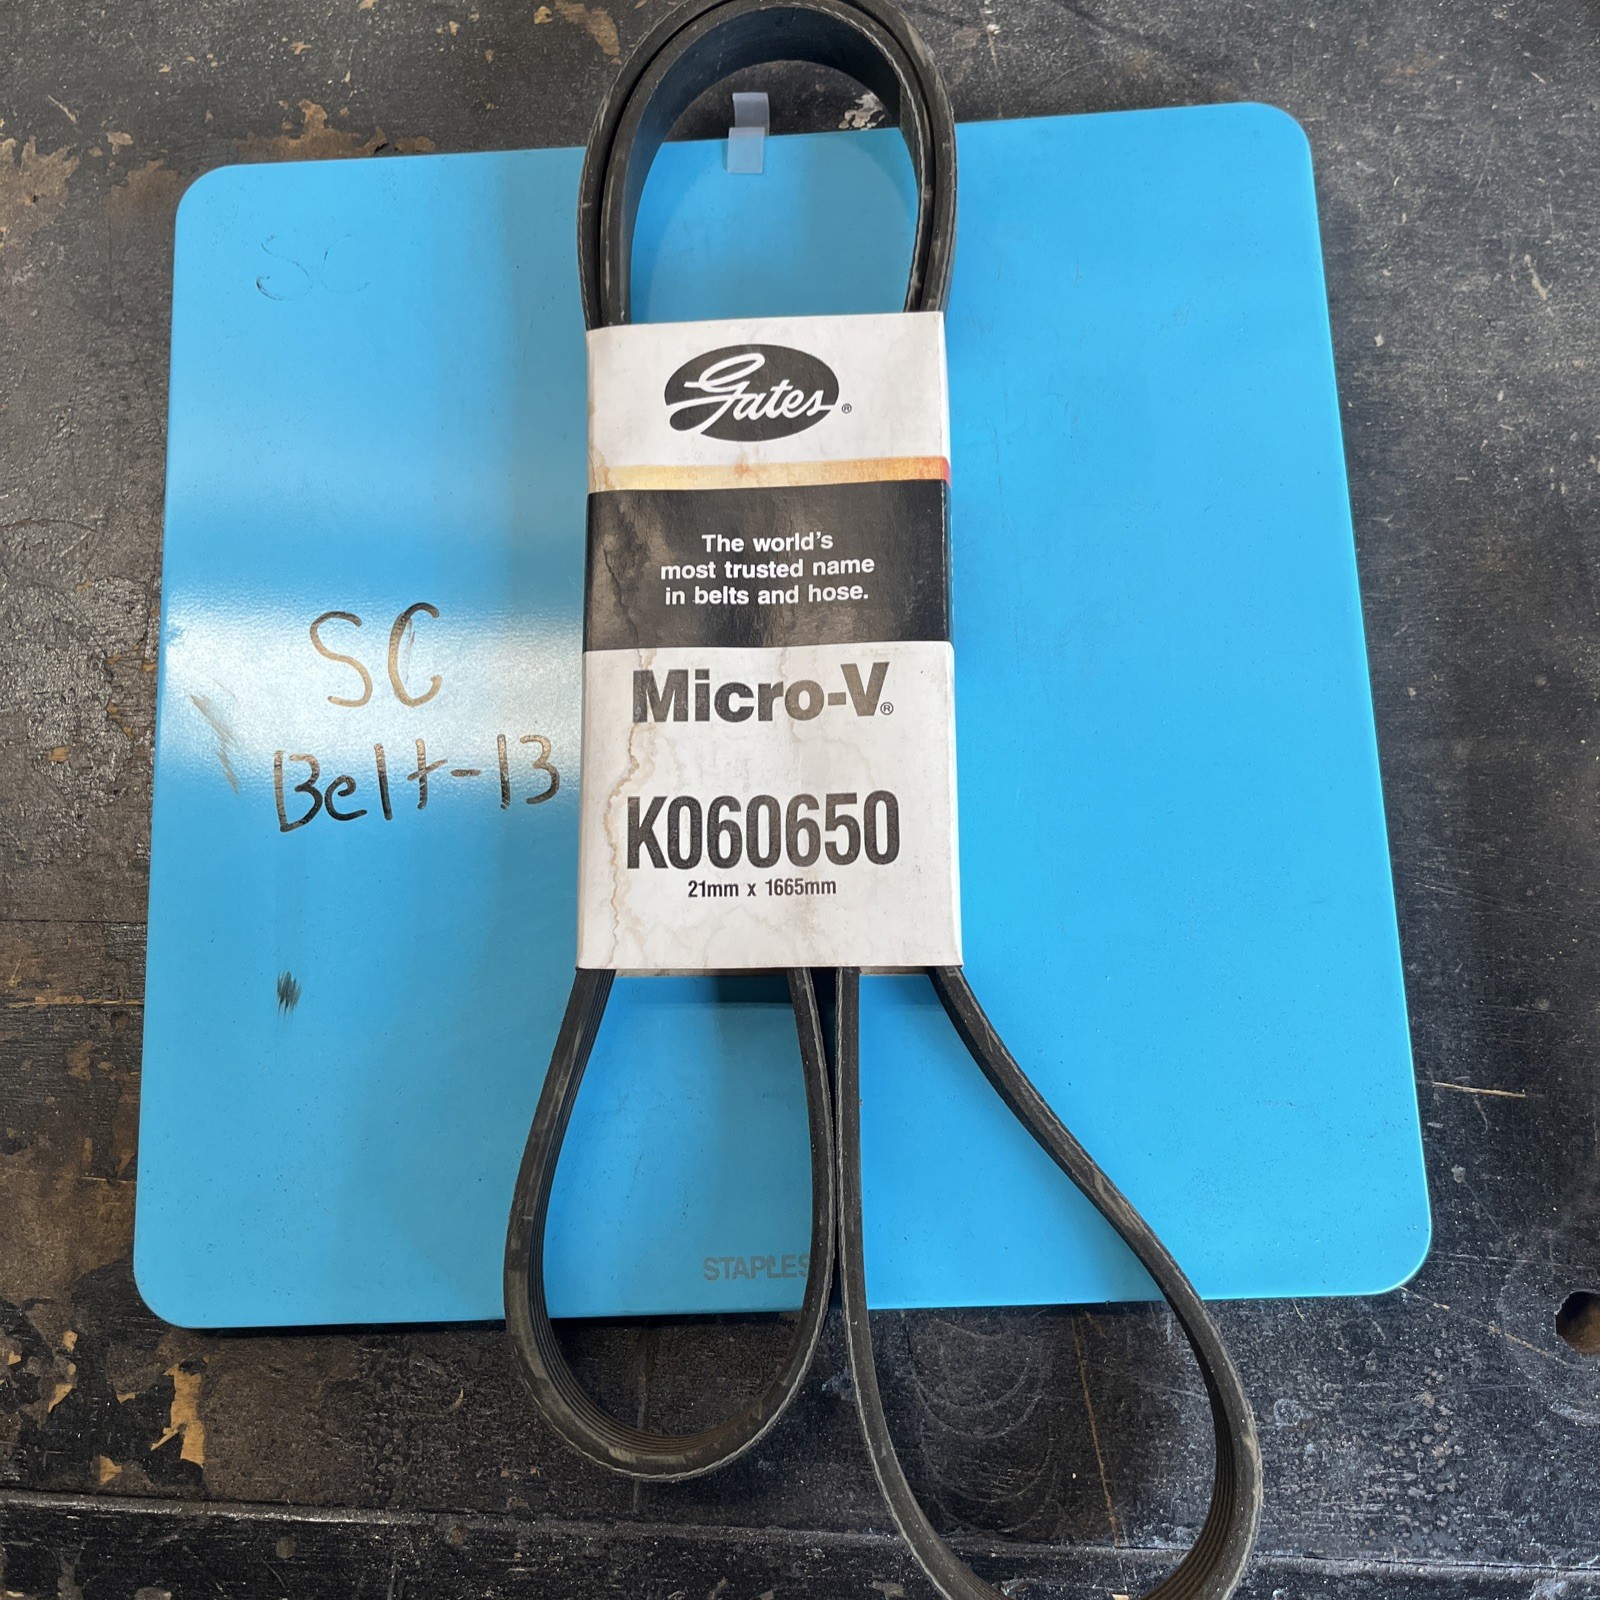 SC
Gates®
The world's
most trusted name
in belts and hose.
SC
Micro-V®
Belt-13
K060650
21mm x 1665mm
STAPLES